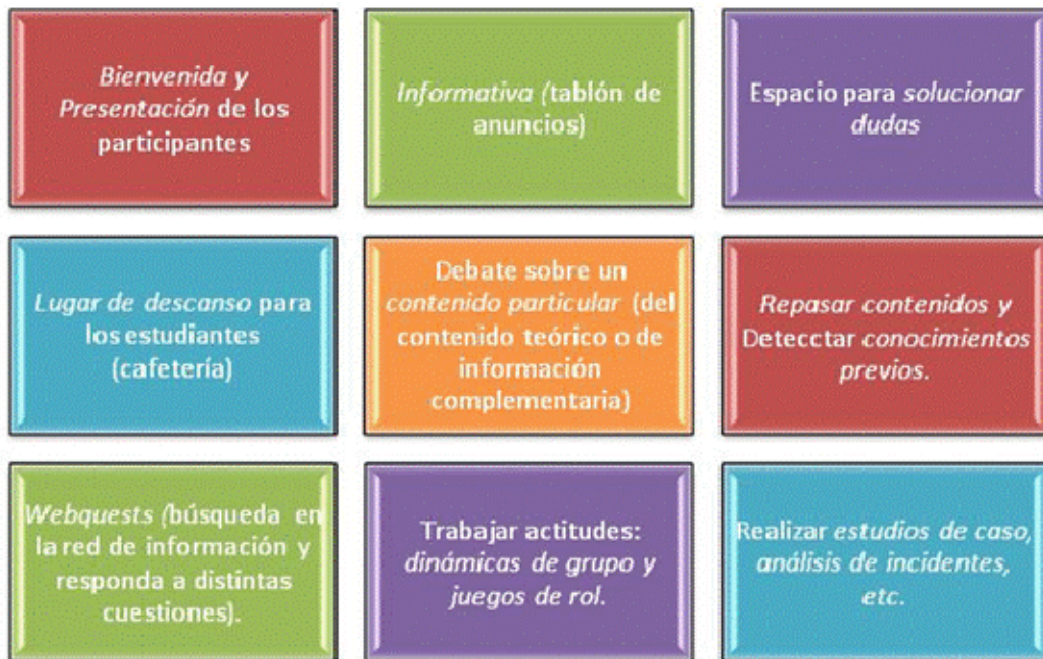 Bienvenida y
Presentación de los
participantes
Informativa (tablón de
anuncios)
Espacio para solucionar
dudas
Lugar de descanso para
los estudiantes
(cafetería)
Debate sobre un
contenido particular (del
contenido teórico o de
información
complementaria)
Repasar contenidos y
Detecctar conocimientos
previos.
Webquests (búsqueda en
la red de información y
responda a distintas
cuestiones).
Trabajar actitudes:
dinámicas de grupo y
juegos de rol.
Realizar estudios de caso,
análisis de incidentes,
etc.